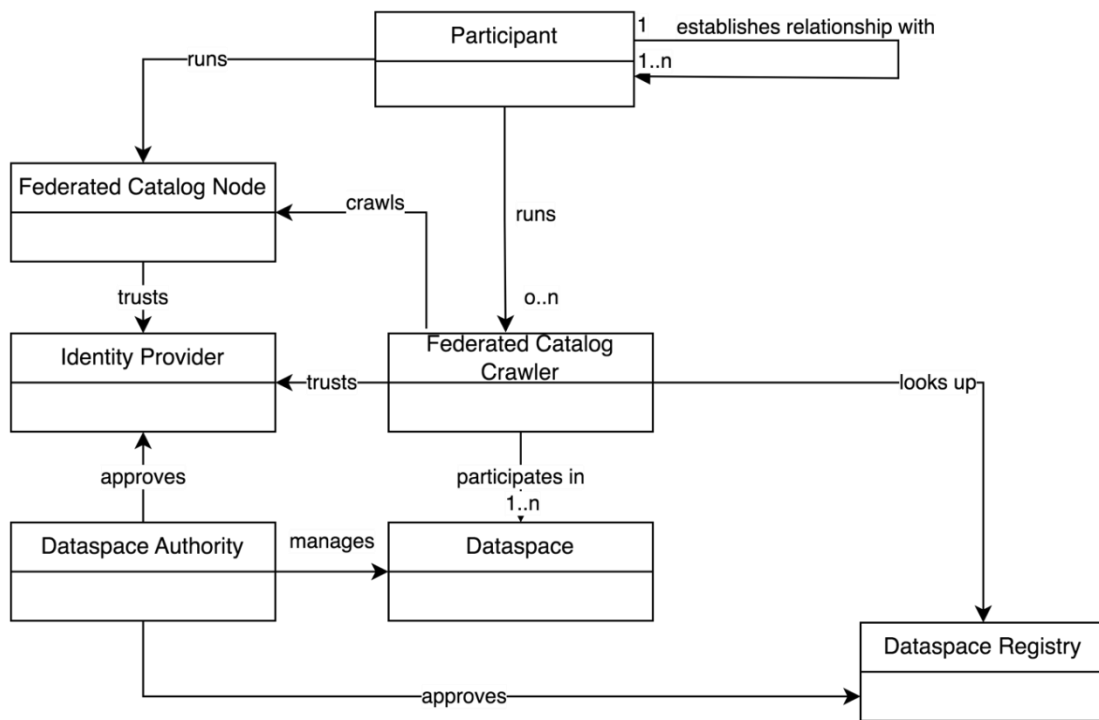 Participant
1
establishes relationship with
1..n
runs
Federated Catalog Node
crawls
runs
trusts
o..n
Identity Provider
Federated Catalog
Crawler
trusts
looks up
approves
participates in
1..n
Dataspace Authority
manages
Dataspace
Dataspace Registry
approves